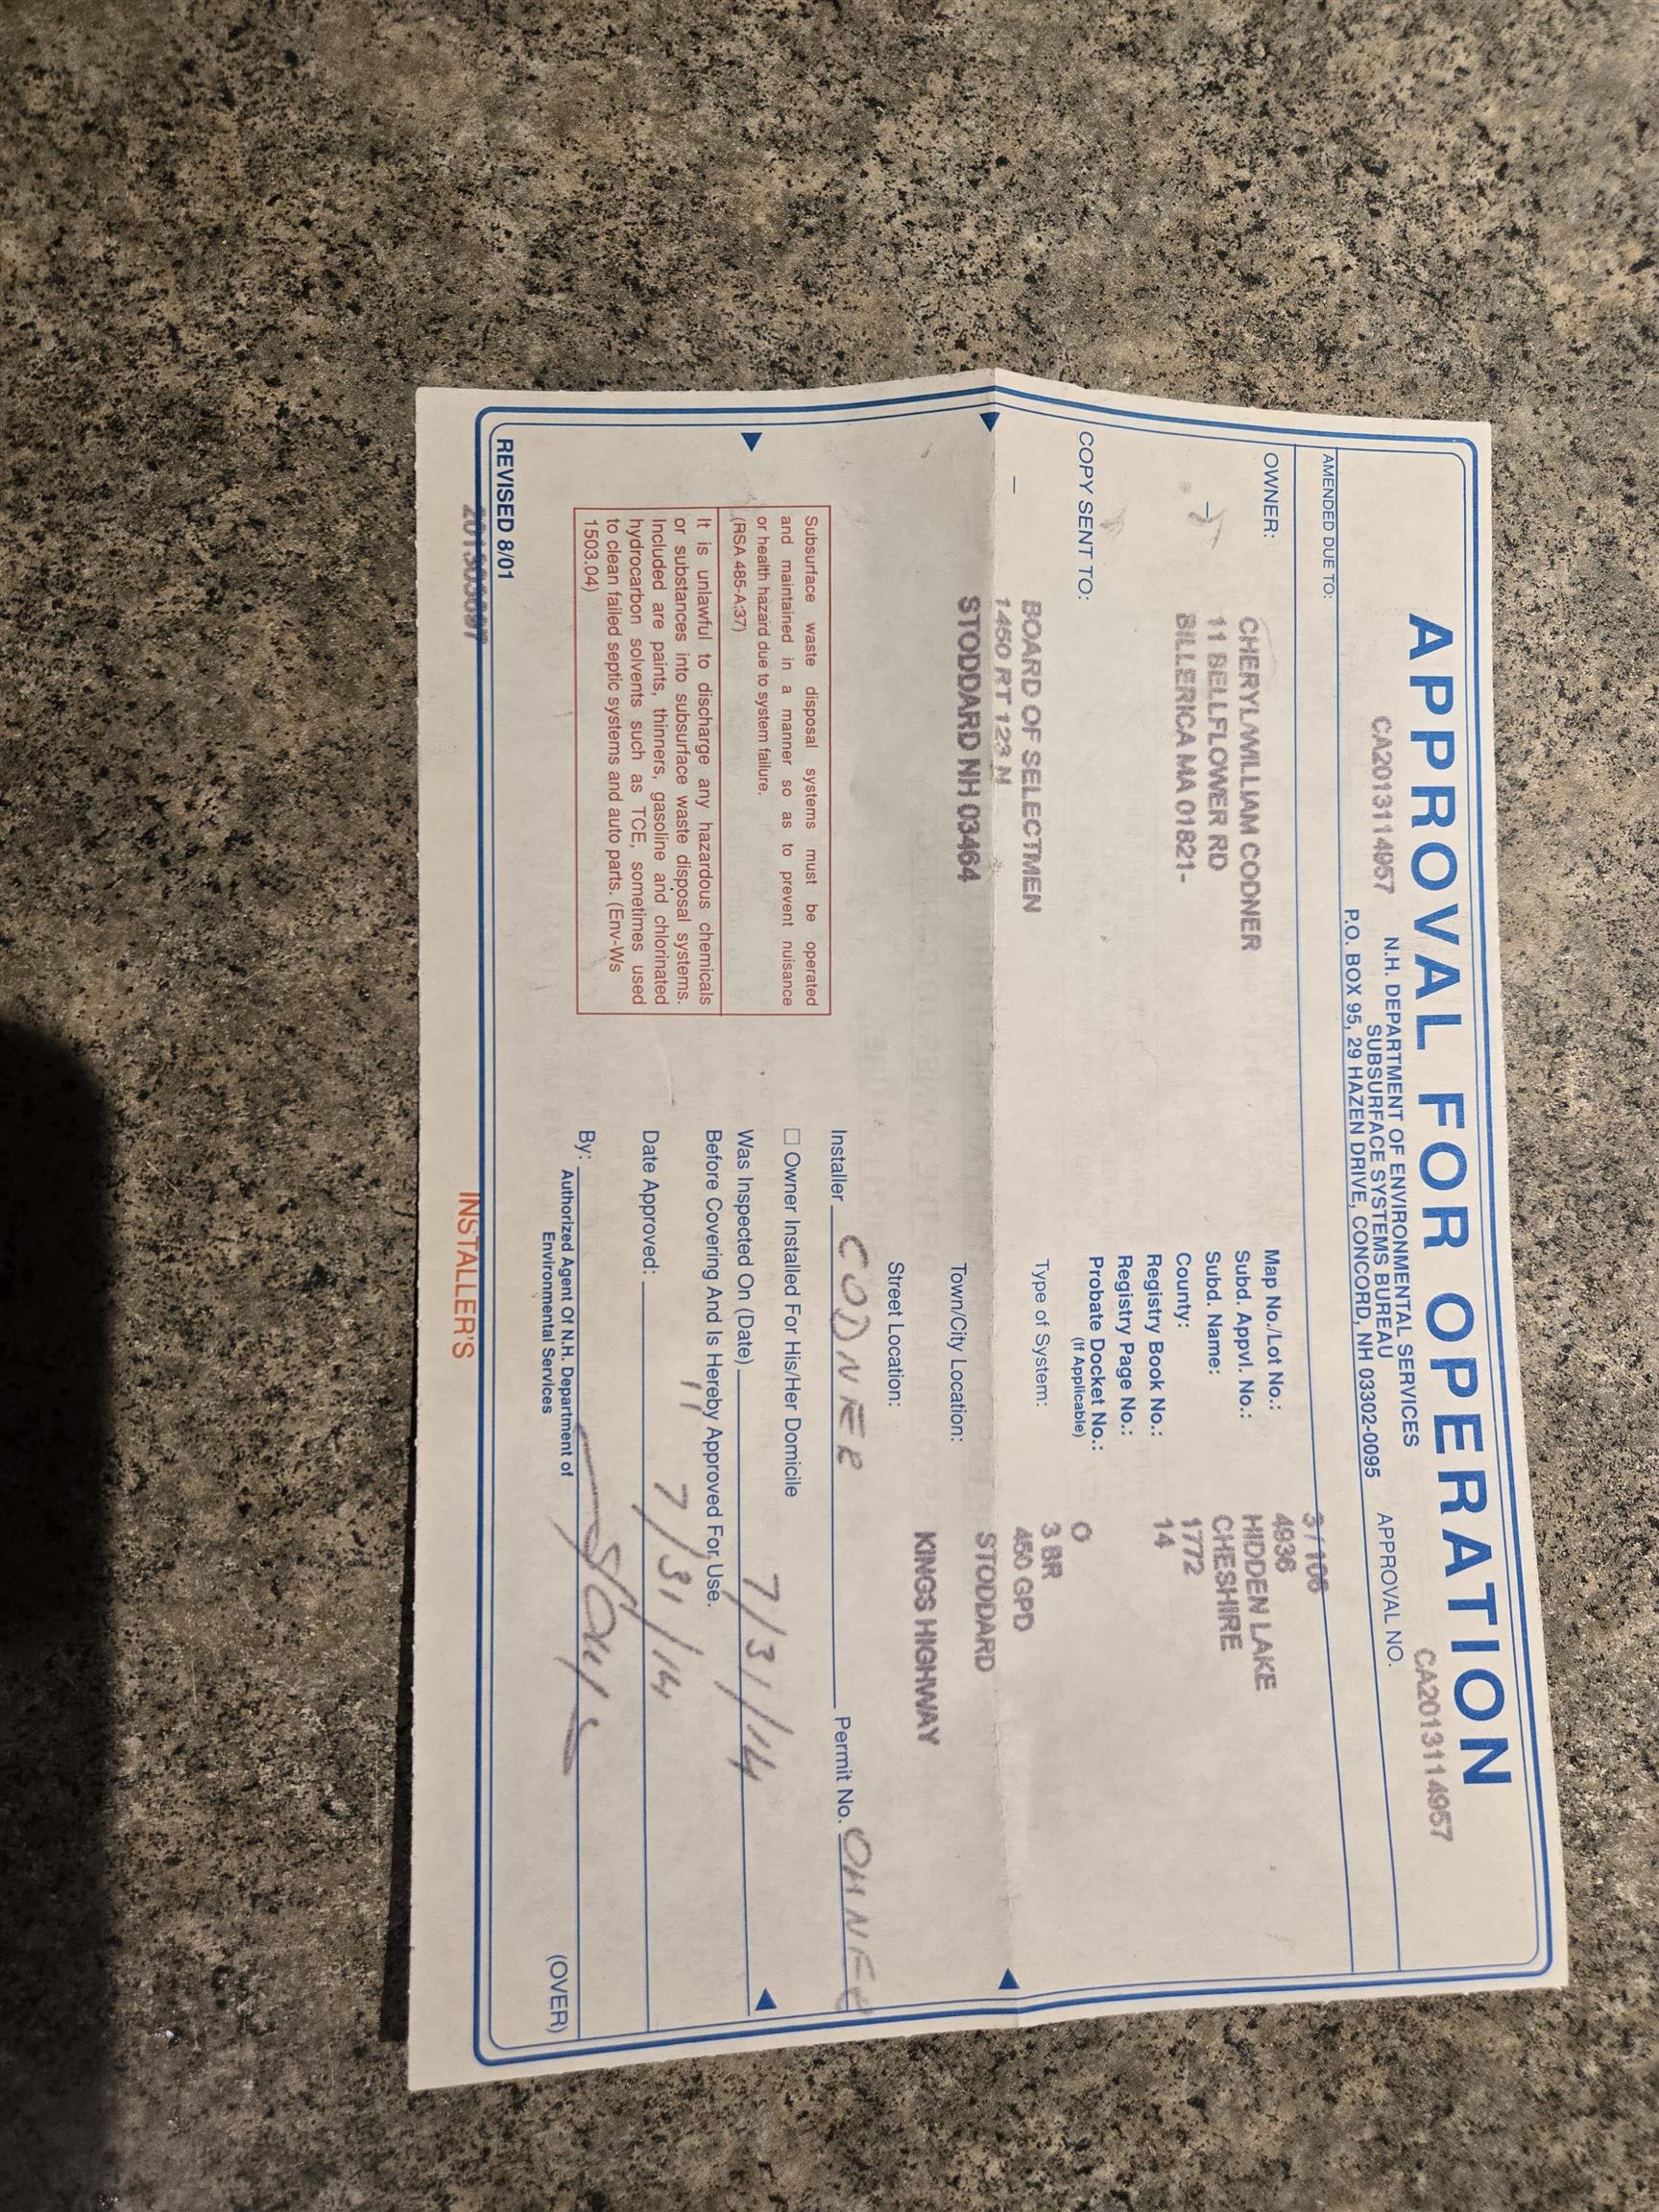 APPROVAL FOR OPERATION
CA2013114957
N.H. DEPARTMENT OF ENVIRONMENTAL SERVICES
SUBSURFACE SYSTEMS BUREAU
P.O. BOX 95, 29 HAZEN DRIVE, CONCORD, NH 03302-0095
APPROVAL NO. CA2013114957
AMENDED DUE TO:
OWNER:
CHERYL/WILLIAM CODNER
11 BELLFLOWER RD
BILLERICA MA 01821-
COPY SENT TO:
BOARD OF SELECTMEN
1450 RT 123 N
STODDARD NH 03464
Map No./Lot No.: 3/106
Subd. Appvl. No.: 4936
Subd. Name: HIDDEN LAKE
County: CHESHIRE
Registry Book No.: 1772
Registry Page No.: 14
Probate Docket No.:
(If Applicable)
O
Type of System: 3 BR
450 GPD
Town/City Location: STODDARD
Street Location: KINGS HIGHWAY
Subsurface waste disposal systems must be operated
and maintained in a manner so as to prevent nuisance
or health hazard due to system failure.
(RSA 485-A:37)
It is unlawful to discharge any hazardous chemicals
or substances into subsurface waste disposal systems.
Included are paints, thinners, gasoline and chlorinated
hydrocarbon solvents such as TCE, sometimes used
to clean failed septic systems and auto parts. (Env-Ws
1503.04)
Installer CODNER Permit No. OWNER
□ Owner Installed For His/Her Domicile
Was Inspected On (Date) 7/31/14
Before Covering And Is Hereby Approved For Use.
Date Approved: 7/31/14
By:
Authorized Agent Of N.H. Department of
Environmental Services
(OVER)
REVISED 8/01
INSTALLER'S